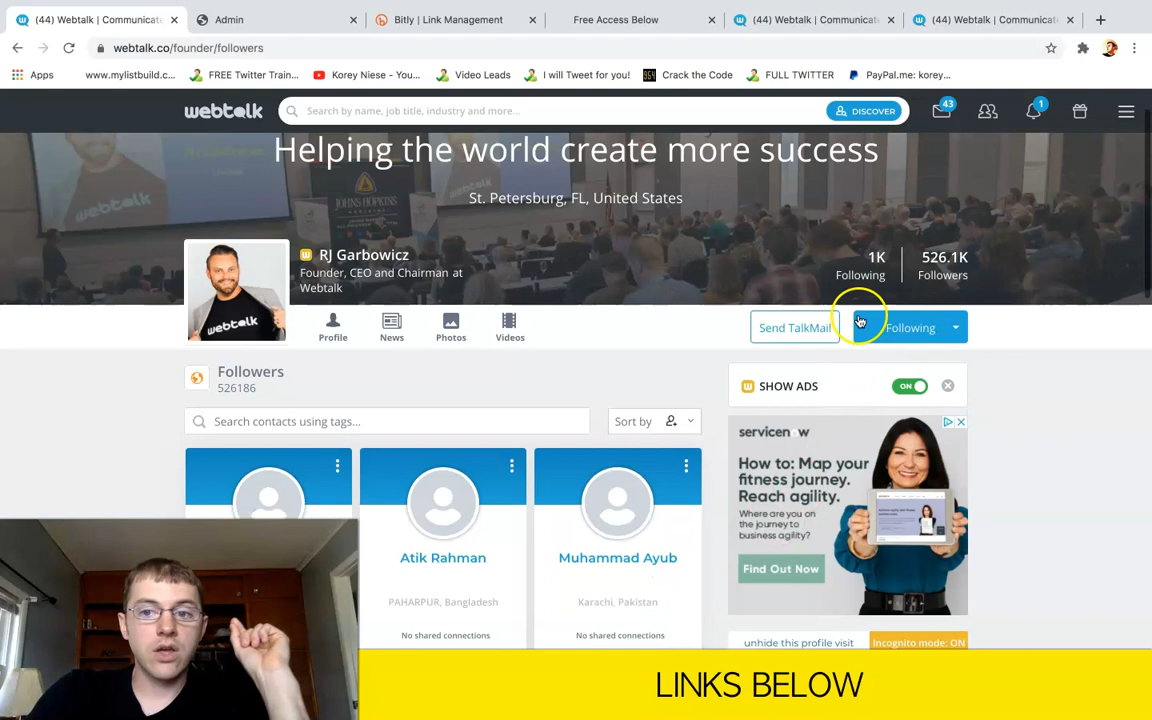 (44) Webtalk | Communicat
Admin
Bitly | Link Management
Free Access Below
(44) Webtalk | Communicat
(44) Webtalk | Communicat
webtalk.co/founder/followers
Apps
www.mylistbuild.c...
FREE Twitter Train...
Korey Niese - You...
Video Leads
I will Tweet for you!
Crack the Code
FULL TWITTER
PayPal.me: korey...
webtalk
Search by name, job title, industry and more...
DISCOVER
43
1
Helping the world create more success
St. Petersburg, FL, United States
RJ Garbowicz
Founder, CEO and Chairman at
Webtalk
1K
Following
526.1K
Followers
webtalk
Profile
News
Photos
Videos
Send TalkMail
Following
Followers
526186
Search contacts using tags...
Sort by
SHOW ADS
ON
servicenow
How to: Map your
fitness journey.
Reach agility.
Where are you on
the journey to
business agility?
Find Out Now
Atik Rahman
Muhammad Ayub
PAHARPUR, Bangladesh
Karachi, Pakistan
No shared connections
No shared connections
unhide this profile visit
Incognito mode: ON
LINKS BELOW